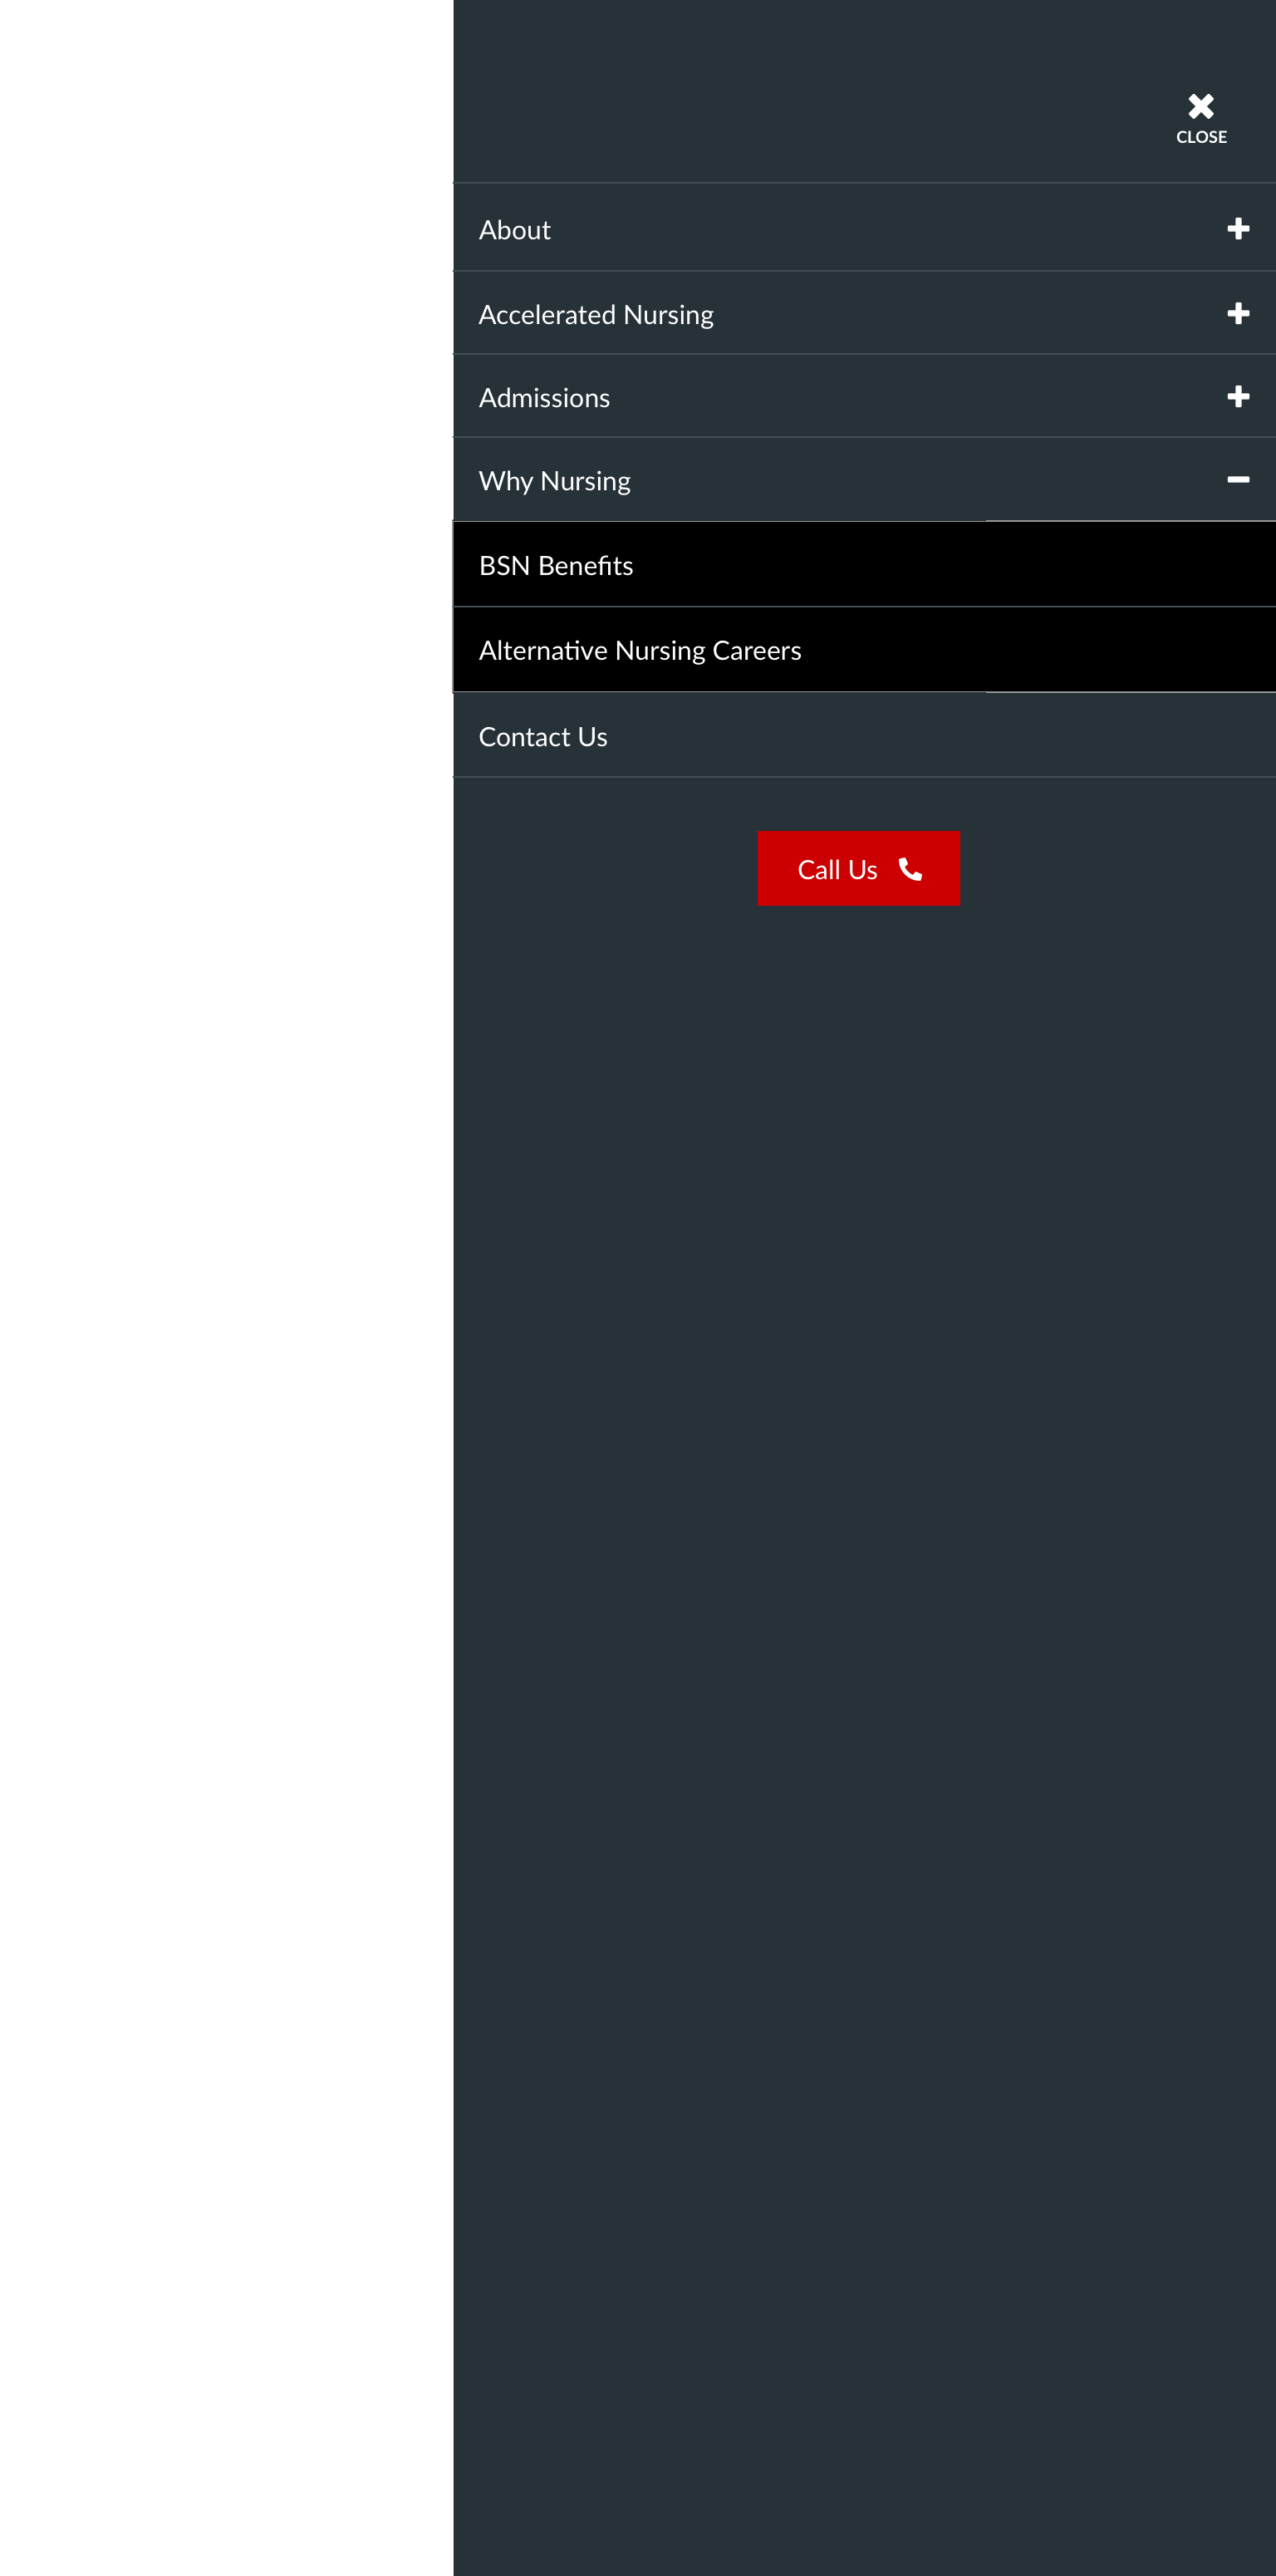 CLOSE
About
Accelerated Nursing
Admissions
Why Nursing
BSN Benefits
Alternative Nursing Careers
Contact Us
Call Us